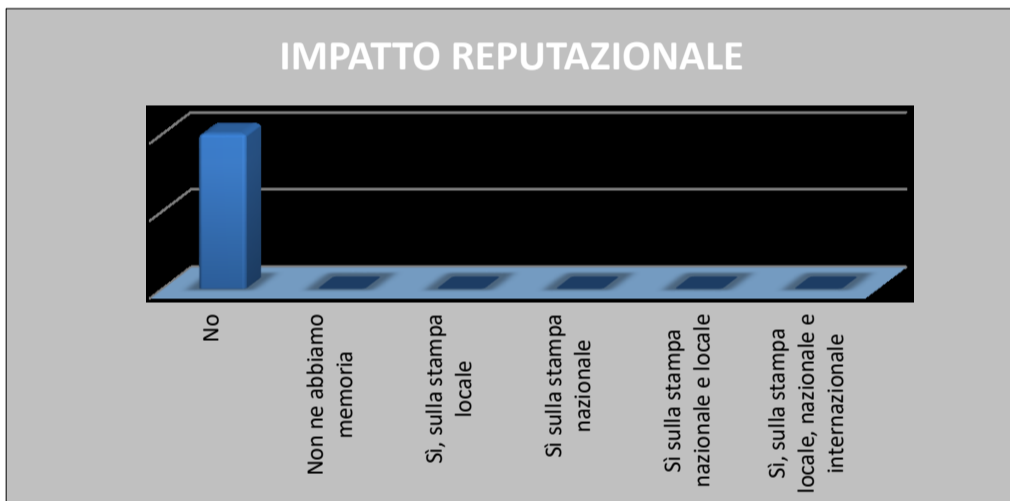 IMPATTO REPUTAZIONALE
No
Non ne abbiamo
memoria
Sì, sulla stampa
locale
Sì sulla stampa
nazionale
Sì sulla stampa
nazionale e locale
Sì, sulla stampa
locale, nazionale e
internazionale